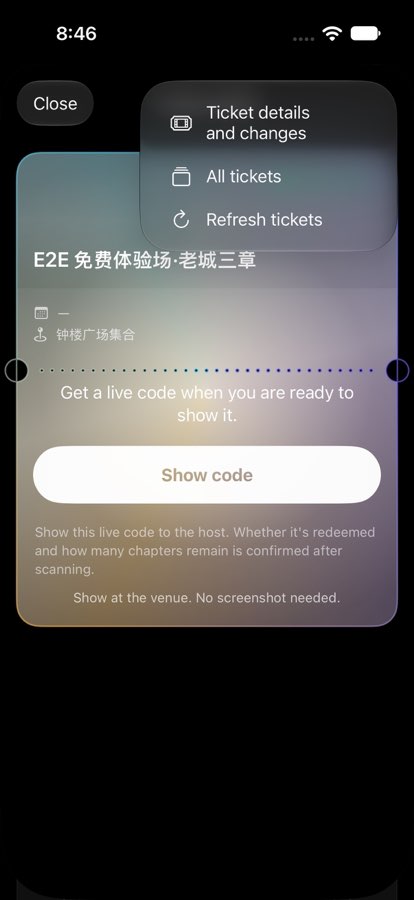 8:46
Close
Ticket details
and changes
All tickets
Refresh tickets
E2E 免费体验场·老城三章
—
钟楼广场集合
Get a live code when you are ready to
show it.
Show code
Show this live code to the host. Whether it's redeemed
and how many chapters remain is confirmed after
scanning.
Show at the venue. No screenshot needed.